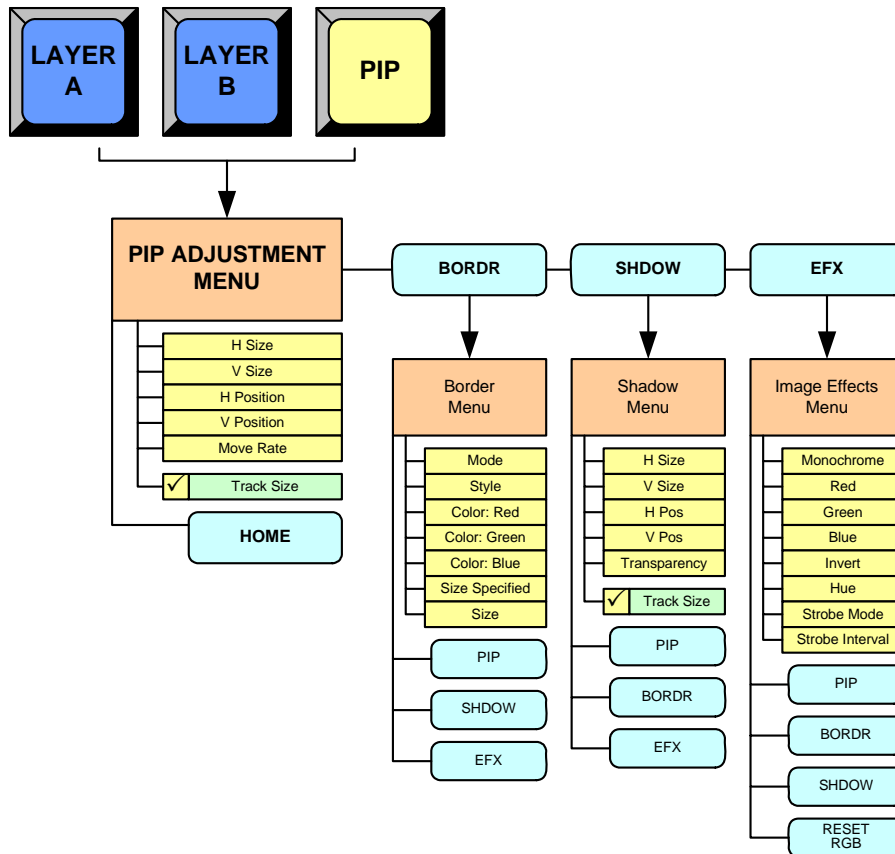 LAYER
A
LAYER
B
PIP
PIP ADJUSTMENT
MENU
BORDR
SHDOW
EFX
H Size
V Size
H Position
V Position
Move Rate
✓ Track Size
HOME
Border
Menu
Mode
Style
Color: Red
Color: Green
Color: Blue
Size Specified
Size
PIP
SHDOW
EFX
Shadow
Menu
H Size
V Size
H Pos
V Pos
Transparency
✓ Track Size
PIP
BORDR
EFX
Image Effects
Menu
Monochrome
Red
Green
Blue
Invert
Hue
Strobe Mode
Strobe Interval
PIP
BORDR
SHDOW
RESET
RGB